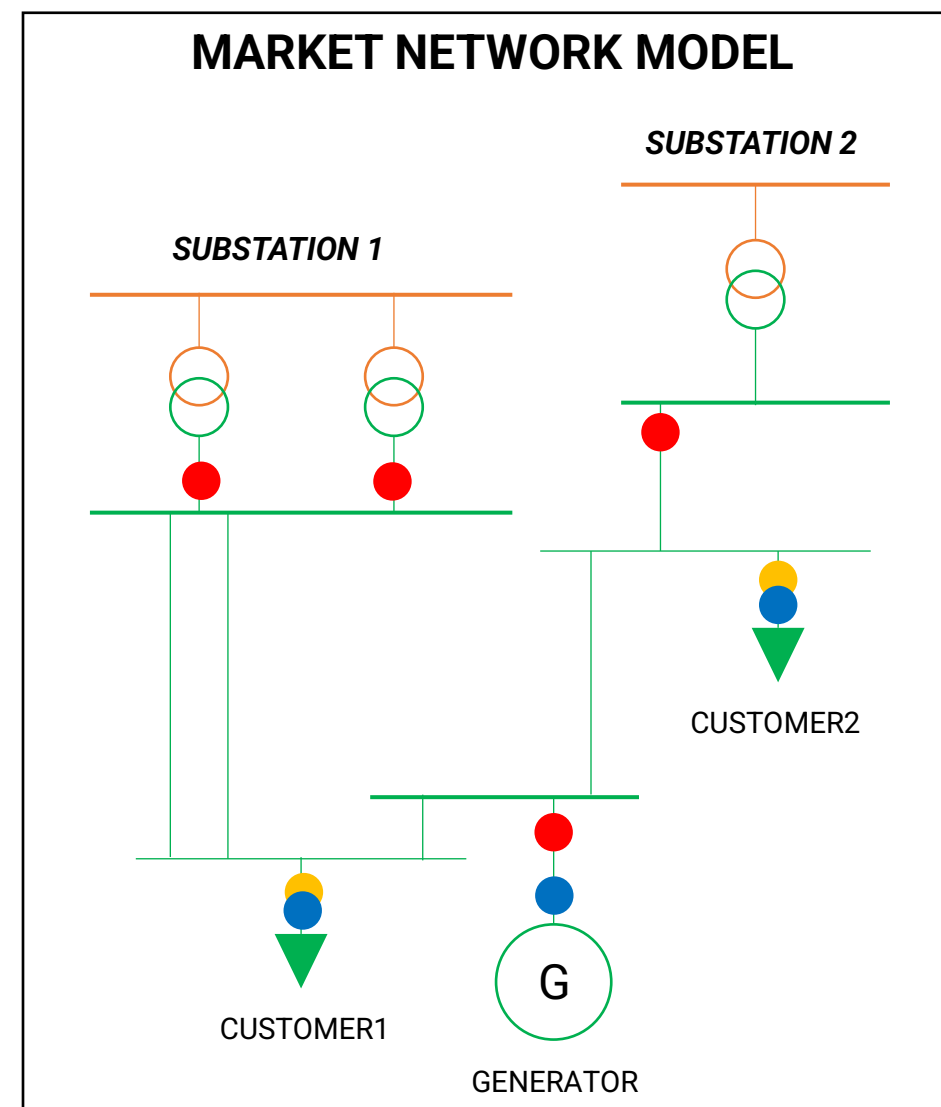 MARKET NETWORK MODEL
SUBSTATION 2
SUBSTATION 1
CUSTOMER2
G
CUSTOMER1
GENERATOR